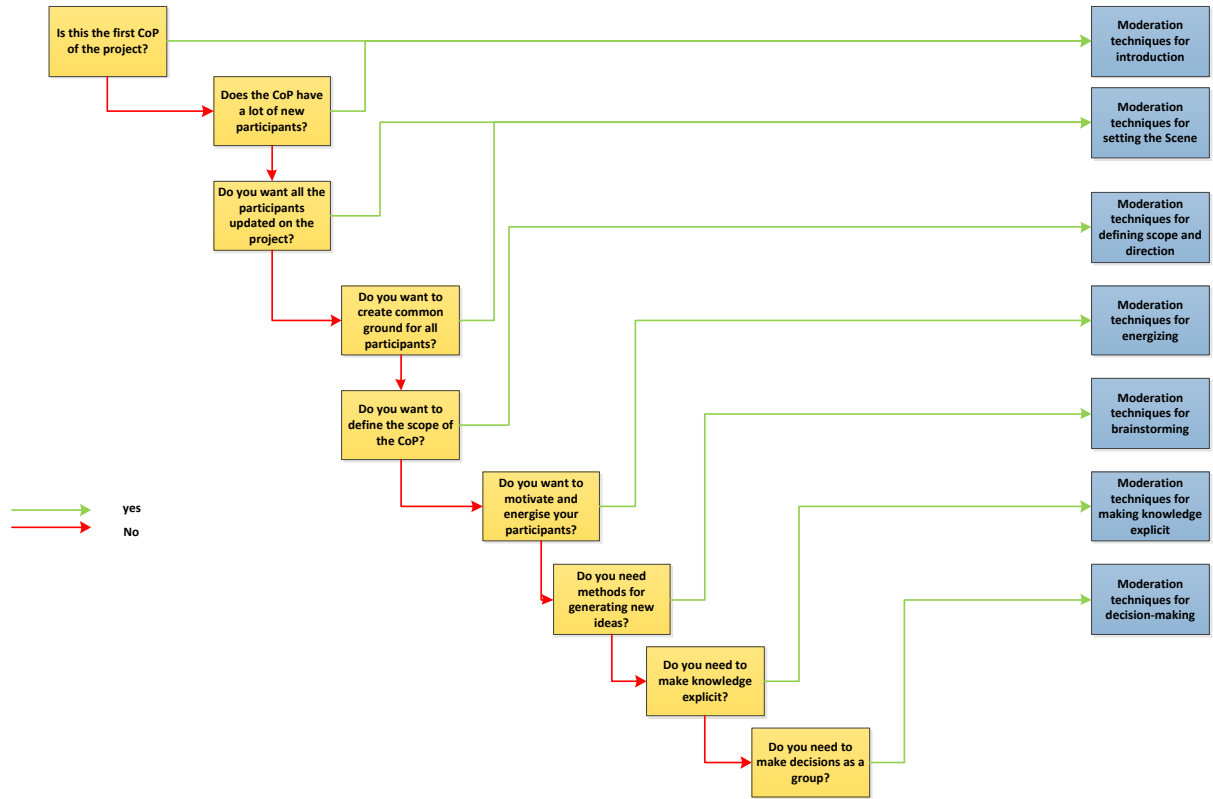 Is this the first CoP
of the project?
Moderation
techniques for
introduction
Does the CoP have
a lot of new
participants?
Moderation
techniques for
setting the Scene
Do you want all the
participants
updated on the
project?
Moderation
techniques for
defining scope and
direction
Do you want to
create common
ground for all
participants?
Moderation
techniques for
energizing
Do you want to
define the scope of
the CoP?
Moderation
techniques for
brainstorming
Do you want to
motivate and
energise your
participants?
Moderation
techniques for
making knowledge
explicit
yes
No
Do you need
methods for
generating new
ideas?
Moderation
techniques for
decision-making
Do you need to
make knowledge
explicit?
Do you need to
make decisions as a
group?